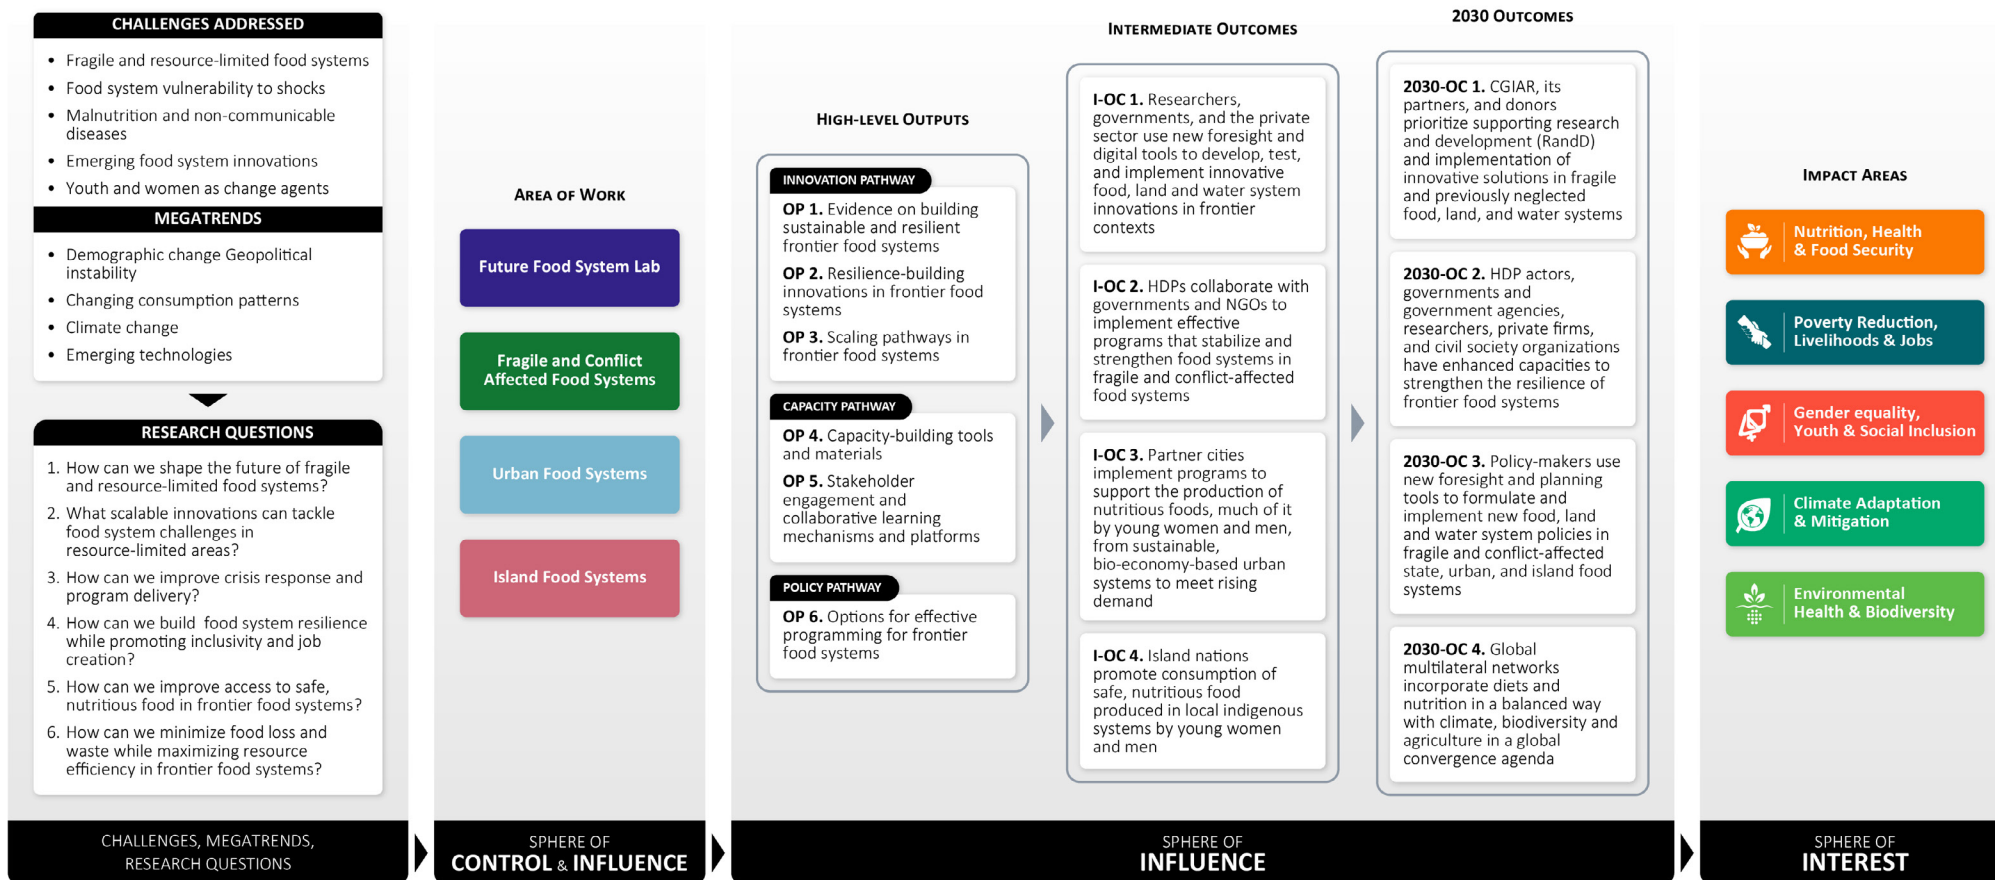 CHALLENGES ADDRESSED
• Fragile and resource-limited food systems
• Food system vulnerability to shocks
• Malnutrition and non-communicable
diseases
• Emerging food system innovations
• Youth and women as change agents
MEGATRENDS
• Demographic change Geopolitical
instability
• Changing consumption patterns
• Climate change
• Emerging technologies
RESEARCH QUESTIONS
1. How can we shape the future of fragile
and resource-limited food systems?
2. What scalable innovations can tackle
food system challenges in
resource-limited areas?
3. How can we improve crisis response and
program delivery?
4. How can we build food system resilience
while promoting inclusivity and job
creation?
5. How can we improve access to safe,
nutritious food in frontier food systems?
6. How can we minimize food loss and
waste while maximizing resource
efficiency in frontier food systems?
CHALLENGES, MEGATRENDS,
RESEARCH QUESTIONS
AREA OF WORK
Future Food System Lab
Fragile and Conflict
Affected Food Systems
Urban Food Systems
Island Food Systems
SPHERE OF
CONTROL & INFLUENCE
HIGH-LEVEL OUTPUTS
INNOVATION PATHWAY
OP 1. Evidence on building
sustainable and resilient
frontier food systems
OP 2. Resilience-building
innovations in frontier food
systems
OP 3. Scaling pathways in
frontier food systems
CAPACITY PATHWAY
OP 4. Capacity-building tools
and materials
OP 5. Stakeholder
engagement and
collaborative learning
mechanisms and platforms
POLICY PATHWAY
OP 6. Options for effective
programming for frontier
food systems
INTERMEDIATE OUTCOMES
I-OC 1. Researchers,
governments, and the private
sector use new foresight and
digital tools to develop, test,
and implement innovative
food, land and water system
innovations in frontier
contexts
I-OC 2. HDPs collaborate with
governments and NGOs to
implement effective
programs that stabilize and
strengthen food systems in
fragile and conflict-affected
food systems
I-OC 3. Partner cities
implement programs to
support the production of
nutritious foods, much of it
by young women and men,
from sustainable,
bio-economy-based urban
systems to meet rising
demand
I-OC 4. Island nations
promote consumption of
safe, nutritious food
produced in local indigenous
systems by young women
and men
2030 OUTCOMES
2030-OC 1. CGIAR, its
partners, and donors
prioritize supporting research
and development (RandD)
and implementation of
innovative solutions in fragile
and previously neglected
food, land, and water systems
2030-OC 2. HDP actors,
governments and
government agencies,
researchers, private firms,
and civil society organizations
have enhanced capacities to
strengthen the resilience of
frontier food systems
2030-OC 3. Policy-makers use
new foresight and planning
tools to formulate and
implement new food, land
and water system policies in
fragile and conflict-affected
state, urban, and island food
systems
2030-OC 4. Global
multilateral networks
incorporate diets and
nutrition in a balanced way
with climate, biodiversity and
agriculture in a global
convergence agenda
SPHERE OF
INFLUENCE
IMPACT AREAS
Nutrition, Health
& Food Security
Poverty Reduction,
Livelihoods & Jobs
Gender equality,
Youth & Social Inclusion
Climate Adaptation
& Mitigation
Environmental
Health & Biodiversity
SPHERE OF
INTEREST